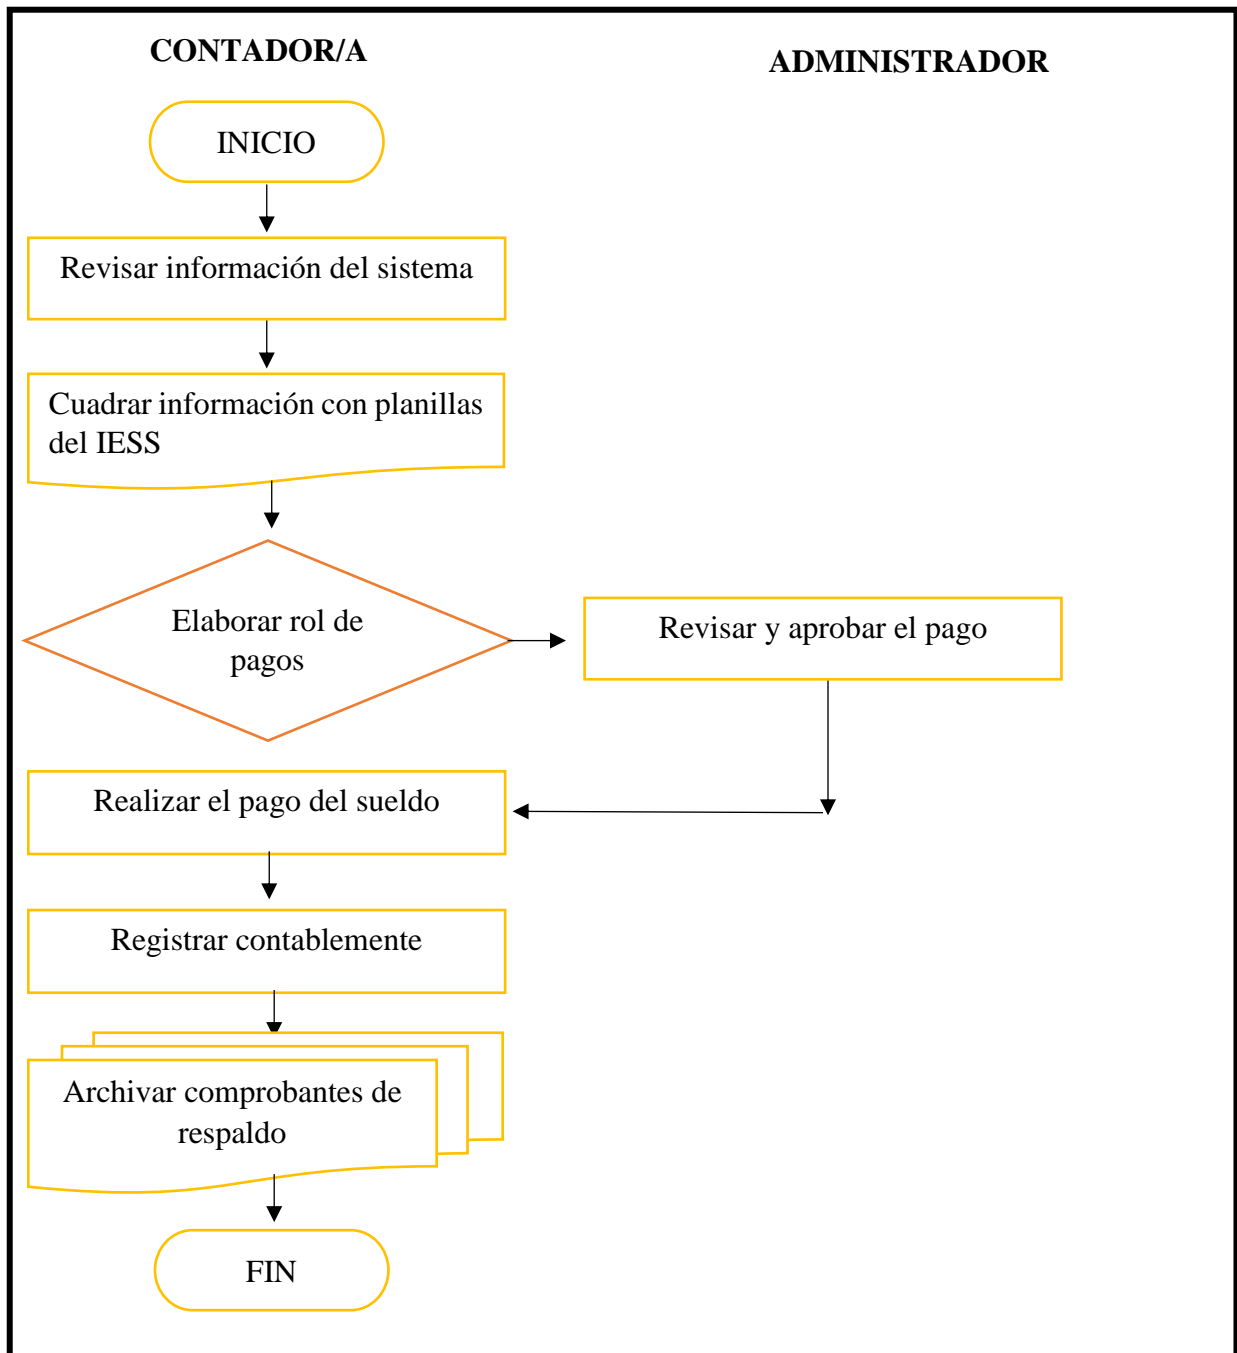 CONTADOR/A
ADMINISTRADOR
INICIO
Revisar información del sistema
Cuadrar información con planillas
del IESS
Elaborar rol de
pagos
Revisar y aprobar el pago
Realizar el pago del sueldo
Registrar contablemente
Archivar comprobantes de
respaldo
FIN